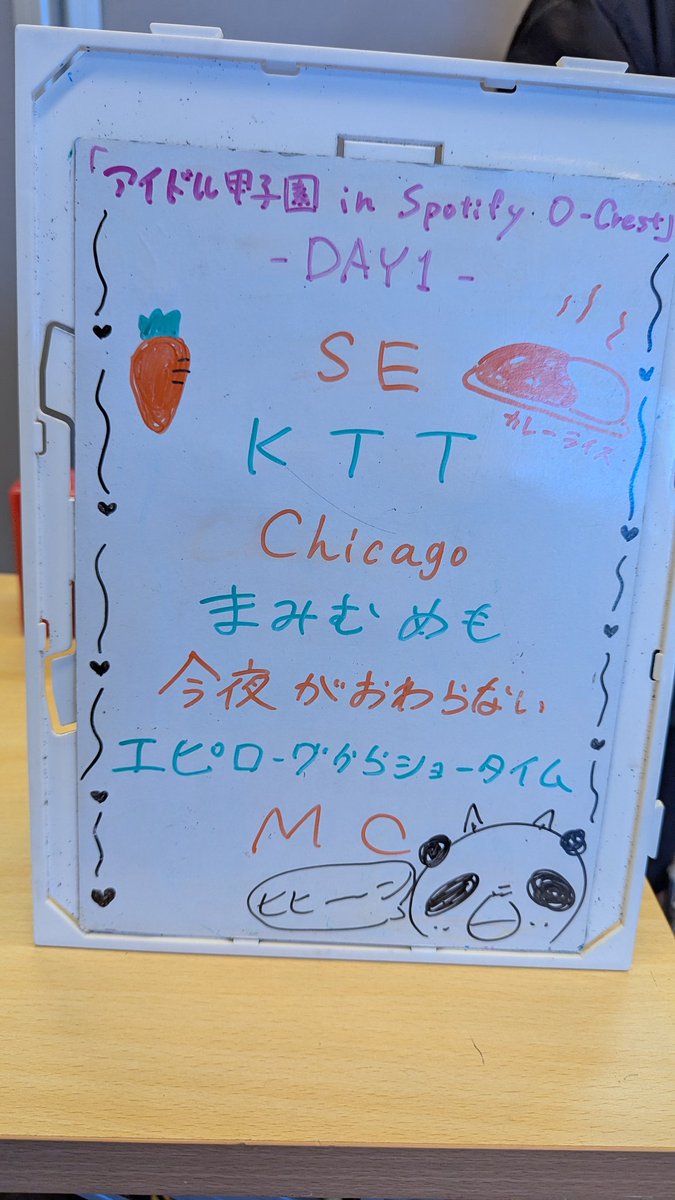 「アイドル甲子園 in Spotify O-Crest」
-DAY1-
SE
カレーライス
KTT
Chicago
まみむめも
今夜がおわらない
エピローグからショータイム
MC
ヒヒーン